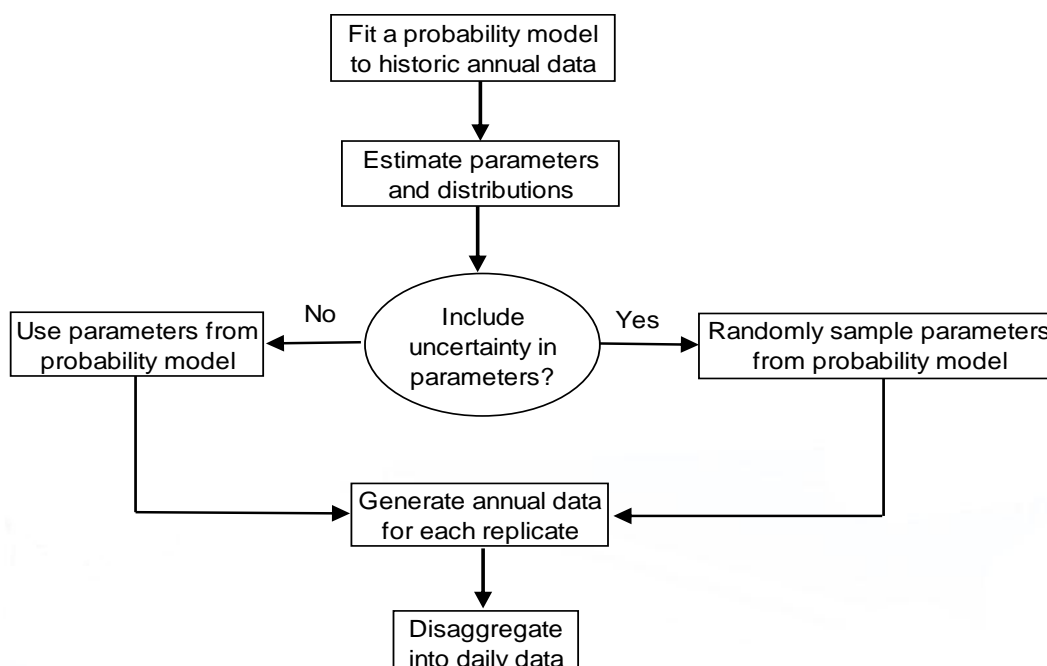 Fit a probability model
to historic annual data
Estimate parameters
and distributions
Include
uncertainty in
parameters?
No
Yes
Use parameters from
probability model
Randomly sample parameters
from probability model
Generate annual data
for each replicate
Disaggregate
into daily data